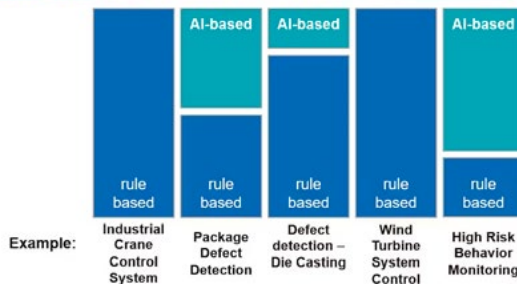 AI-based
AI-based
AI-based
rule
based
rule
based
rule
based
rule
based
rule
based
Example:
Industrial
Crane
Control
System
Package
Defect
Detection
Defect
detection –
Die Casting
Wind
Turbine
System
Control
High Risk
Behavior
Monitoring